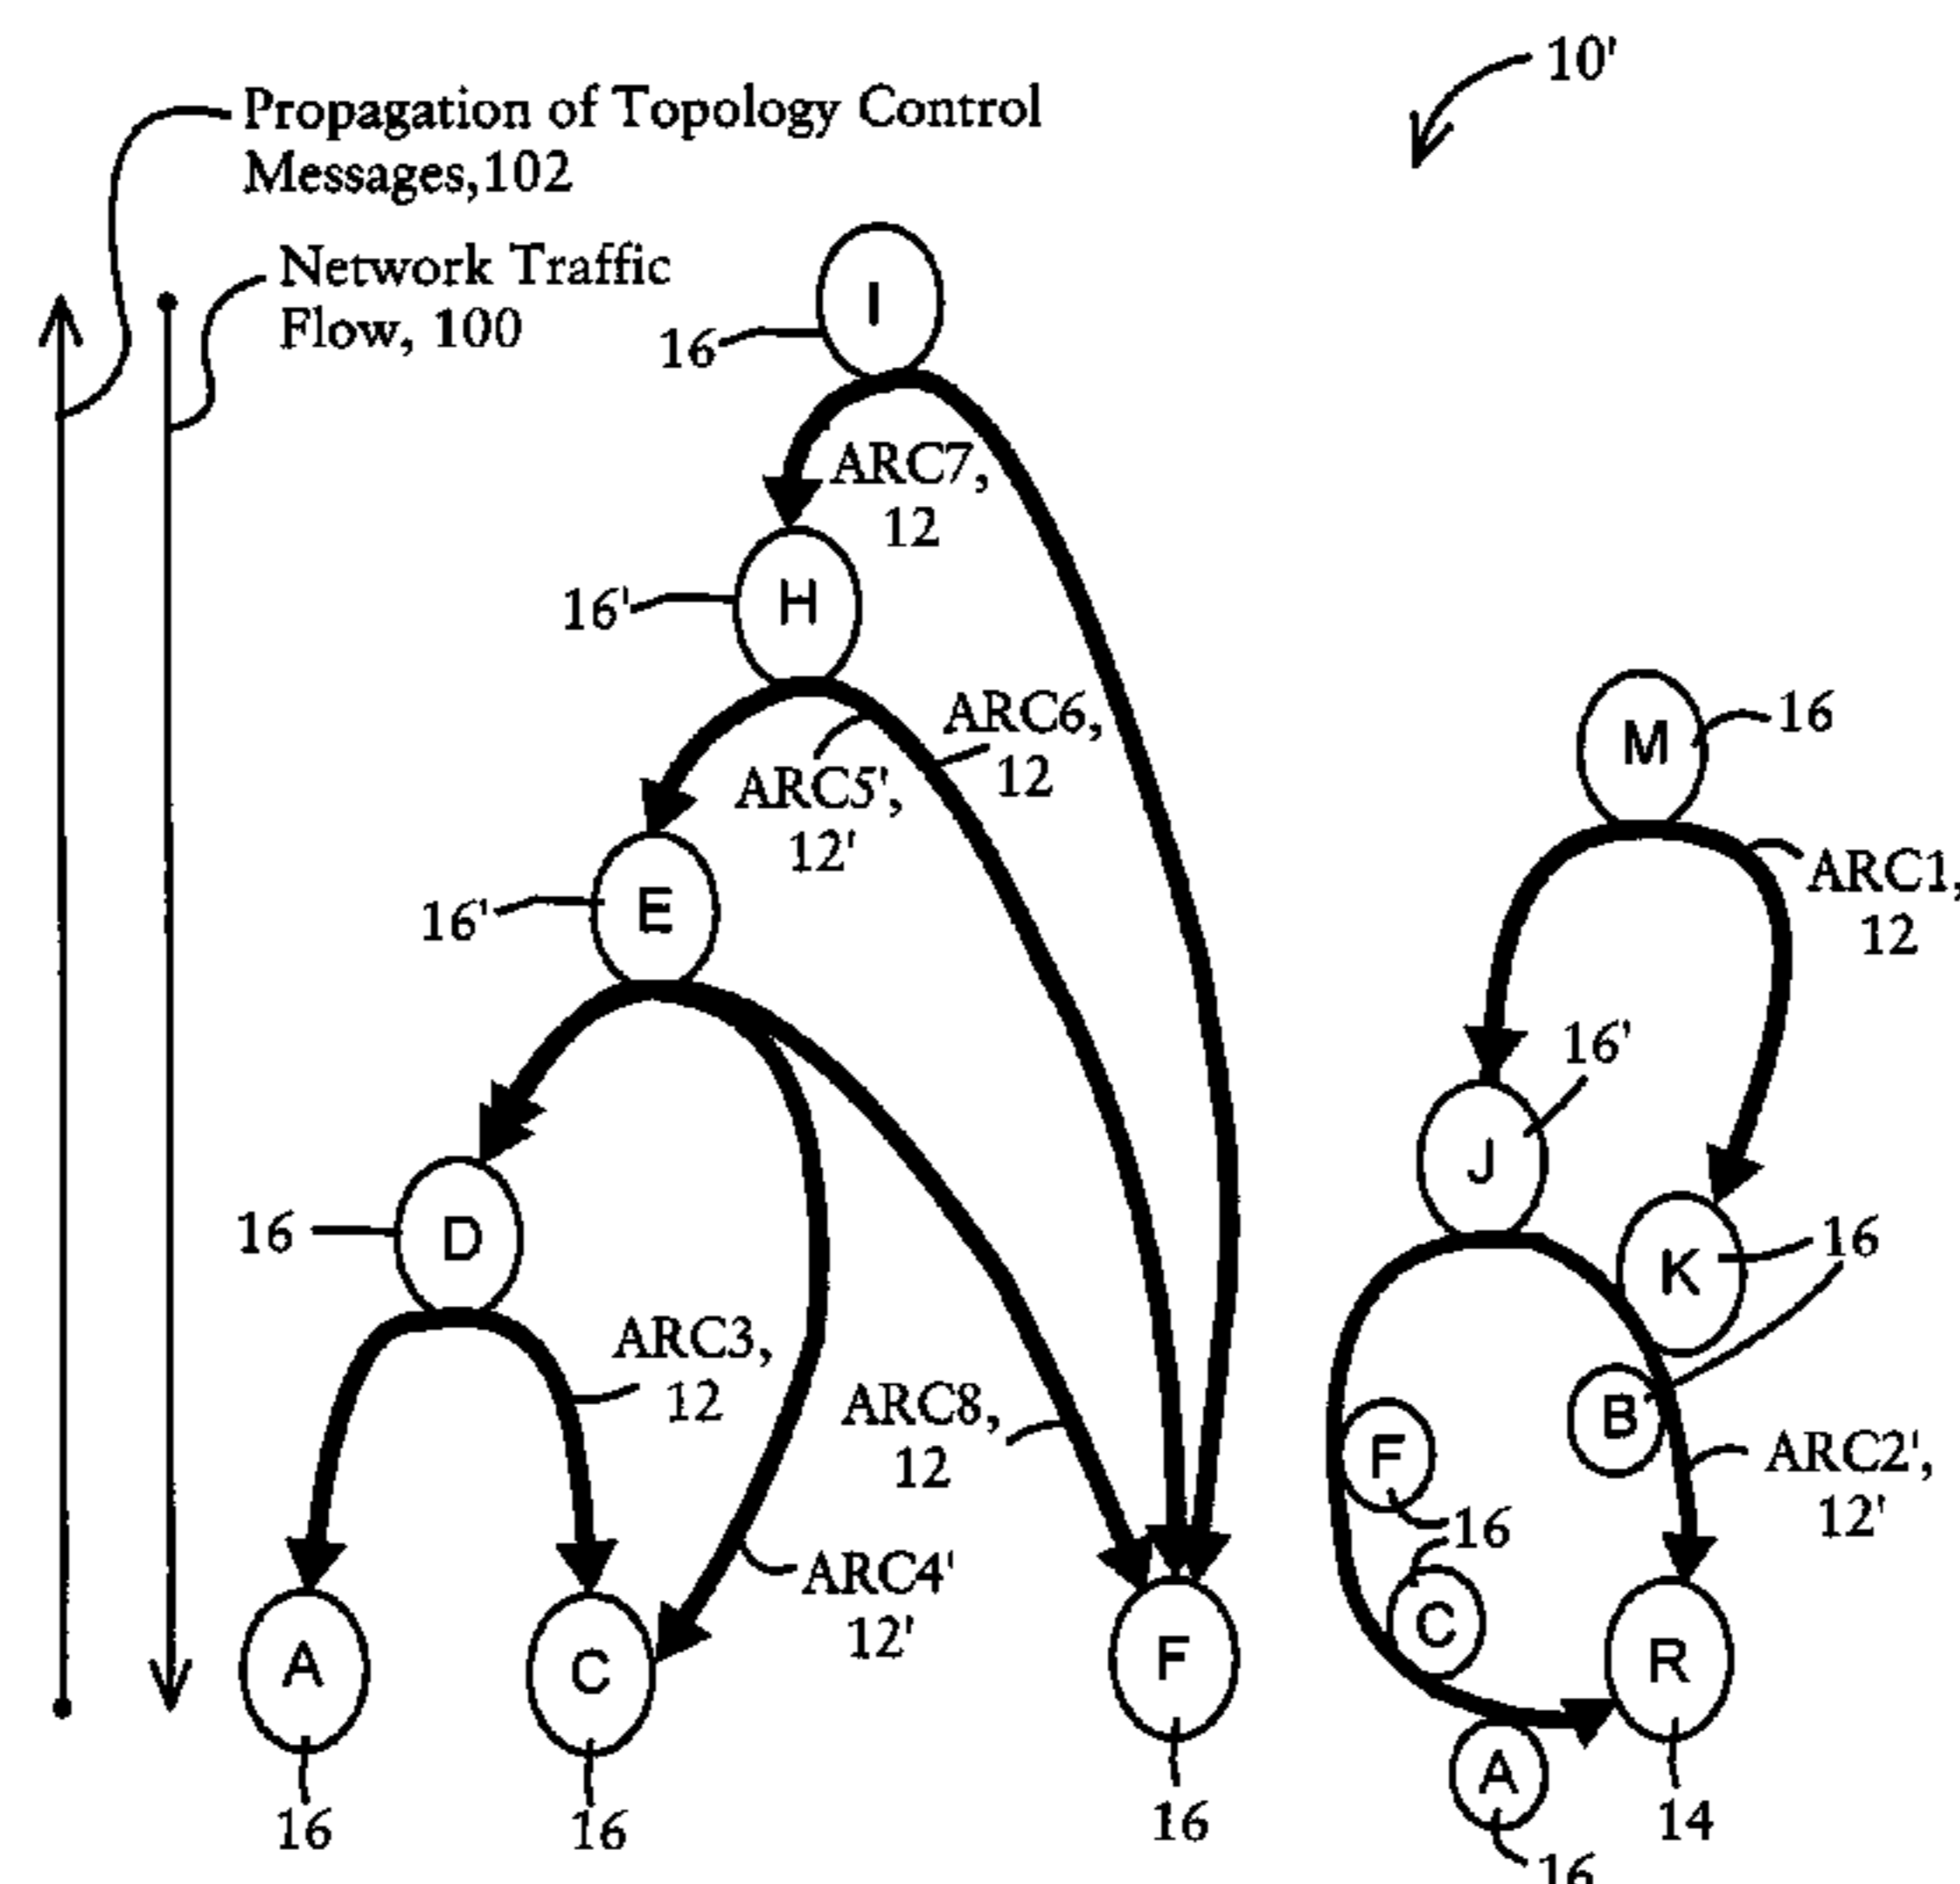 10'
Propagation of Topology Control
Messages,102
Network Traffic
Flow, 100
I
16
ARC7,
12
H
16'
ARC6,
12
ARC5',
12'
M
16
ARC1,
12
E
16'
J
16'
D
16
K
16
ARC3,
12
ARC8,
12
B
F
16
ARC2',
12'
ARC4'
12'
C
A
C
F
R
A
16
16
16
14
16